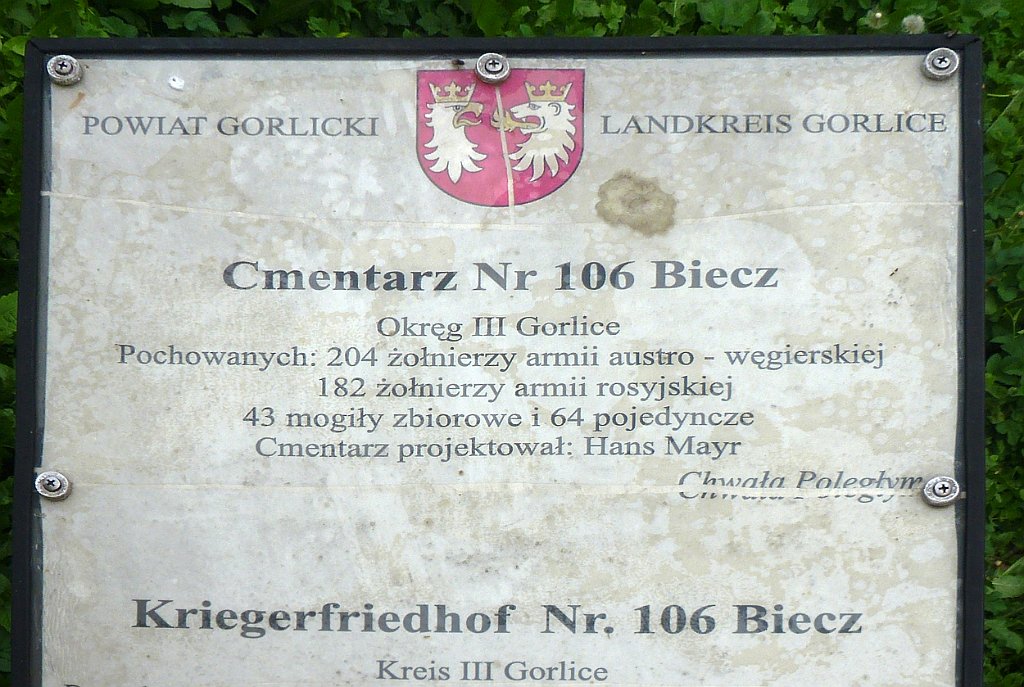 POWIAT GORLICKI
LANDKREIS GORLICE
Cmentarz Nr 106 Biecz
Okręg III Gorlice
Pochowanych: 204 żołnierzy armii austro - węgierskiej
182 żołnierzy armii rosyjskiej
43 mogiły zbiorowe i 64 pojedyncze
Cmentarz projektował: Hans Mayr
Chwała Poległym
Kriegerfriedhof Nr. 106 Biecz
Kreis III Gorlice